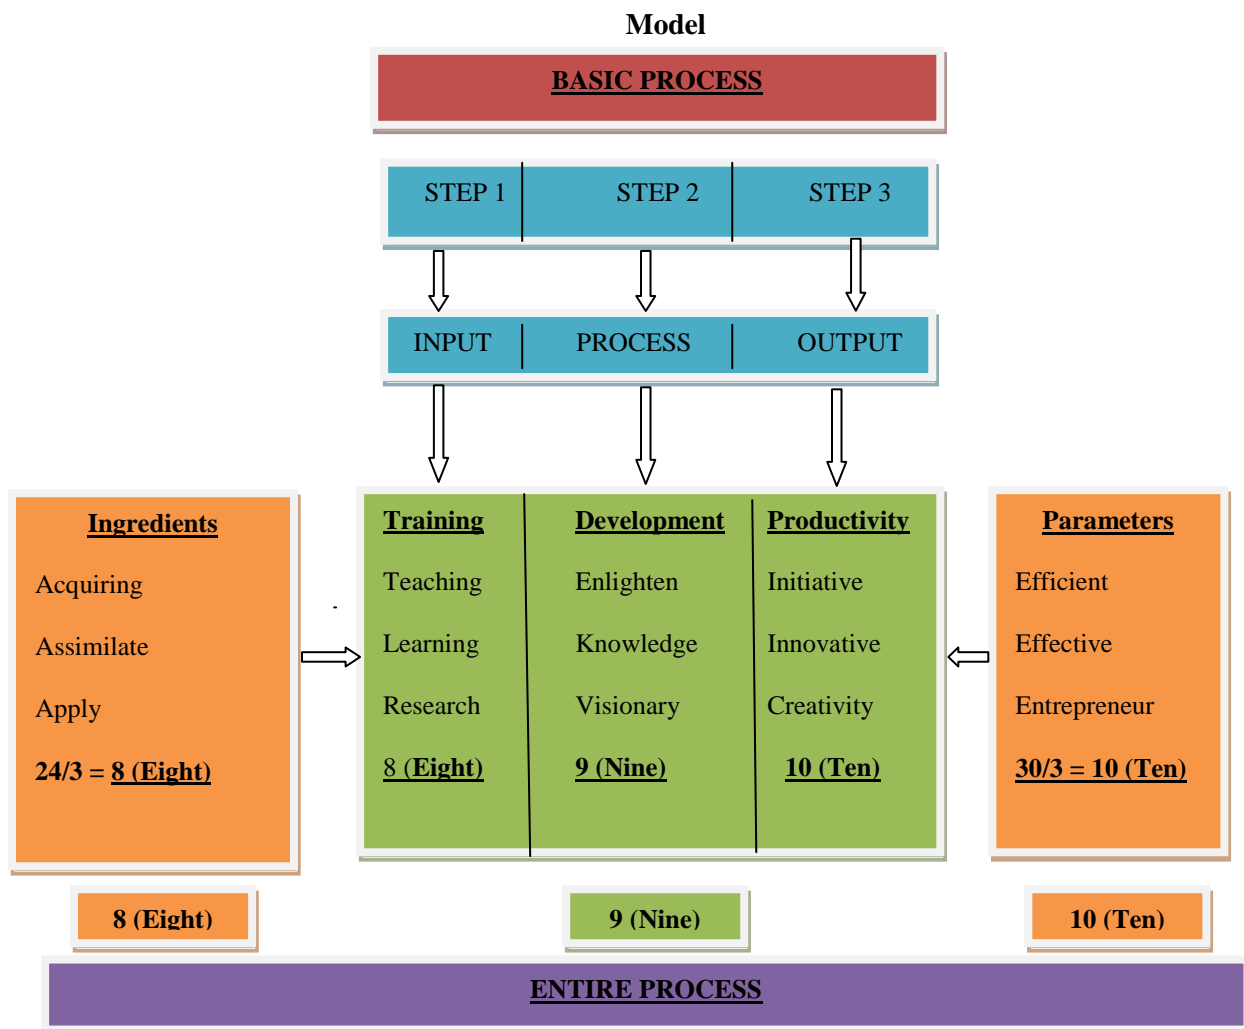 Model
BASIC PROCESS
STEP 1
STEP 2
STEP 3
INPUT
PROCESS
OUTPUT
Ingredients
Acquiring
Assimilate
Apply
24/3 = 8 (Eight)
Training
Teaching
Learning
Research
8 (Eight)
Development
Enlighten
Knowledge
Visionary
9 (Nine)
Productivity
Initiative
Innovative
Creativity
10 (Ten)
Parameters
Efficient
Effective
Entrepreneur
30/3 = 10 (Ten)
8 (Eight)
9 (Nine)
10 (Ten)
ENTIRE PROCESS